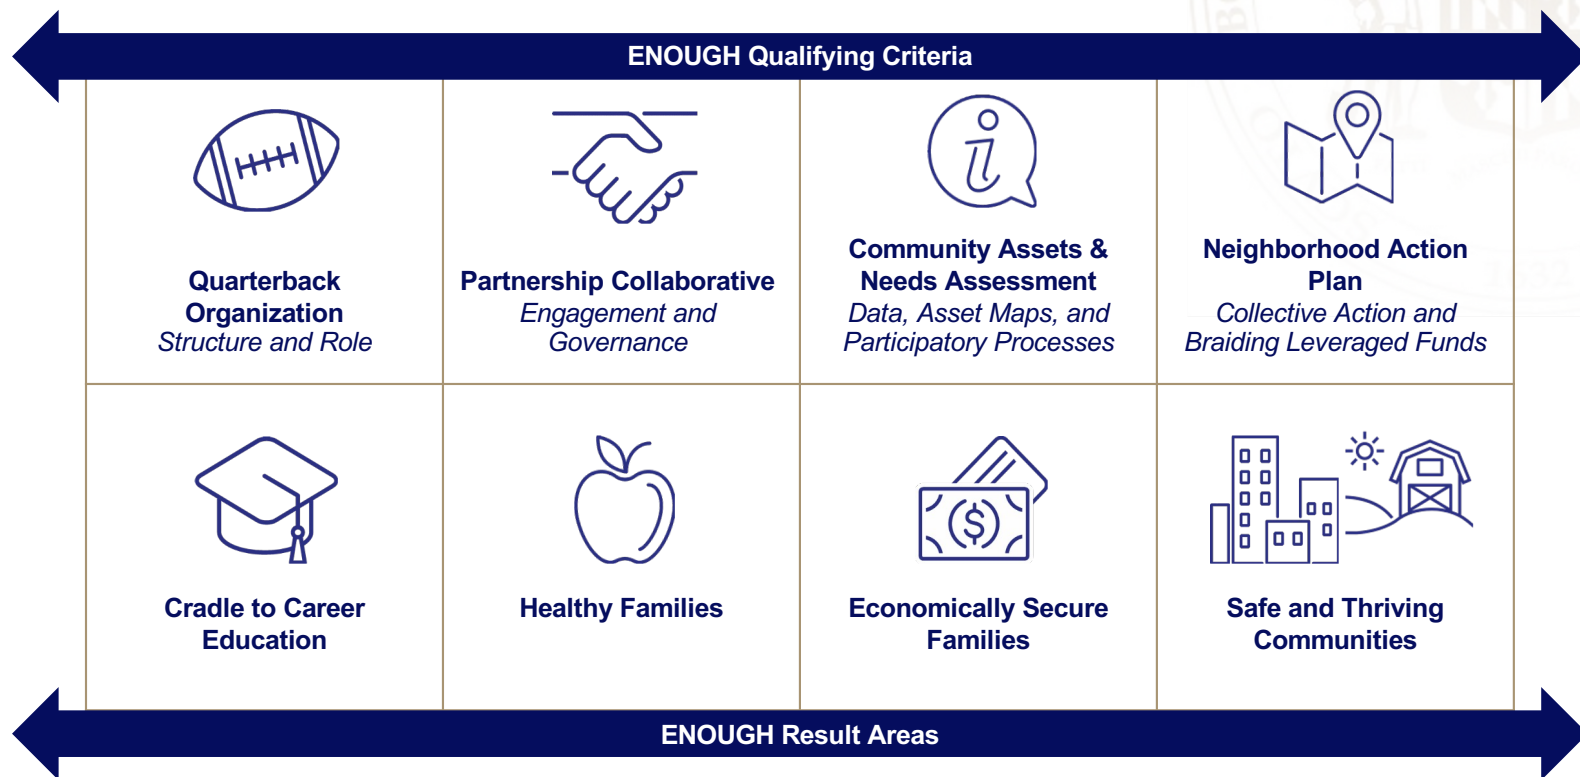 ENOUGH Qualifying Criteria
Quarterback
Organization
Structure and Role
Partnership Collaborative
Engagement and
Governance
Community Assets &
Needs Assessment
Data, Asset Maps, and
Participatory Processes
Neighborhood Action
Plan
Collective Action and
Braiding Leveraged Funds
Cradle to Career
Education
Healthy Families
Economically Secure
Families
Safe and Thriving
Communities
ENOUGH Result Areas
1632